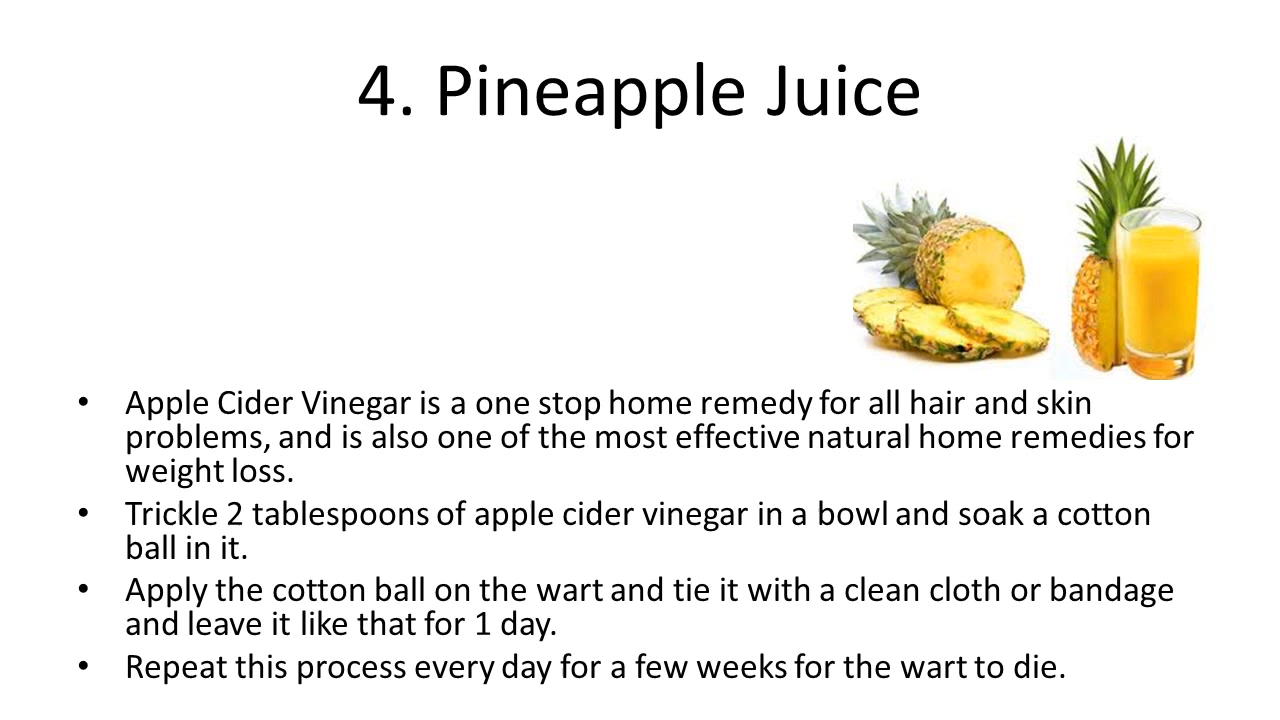 4. Pineapple Juice
• Apple Cider Vinegar is a one stop home remedy for all hair and skin
problems, and is also one of the most effective natural home remedies for
weight loss.
• Trickle 2 tablespoons of apple cider vinegar in a bowl and soak a cotton
ball in it.
• Apply the cotton ball on the wart and tie it with a clean cloth or bandage
and leave it like that for 1 day.
• Repeat this process every day for a few weeks for the wart to die.